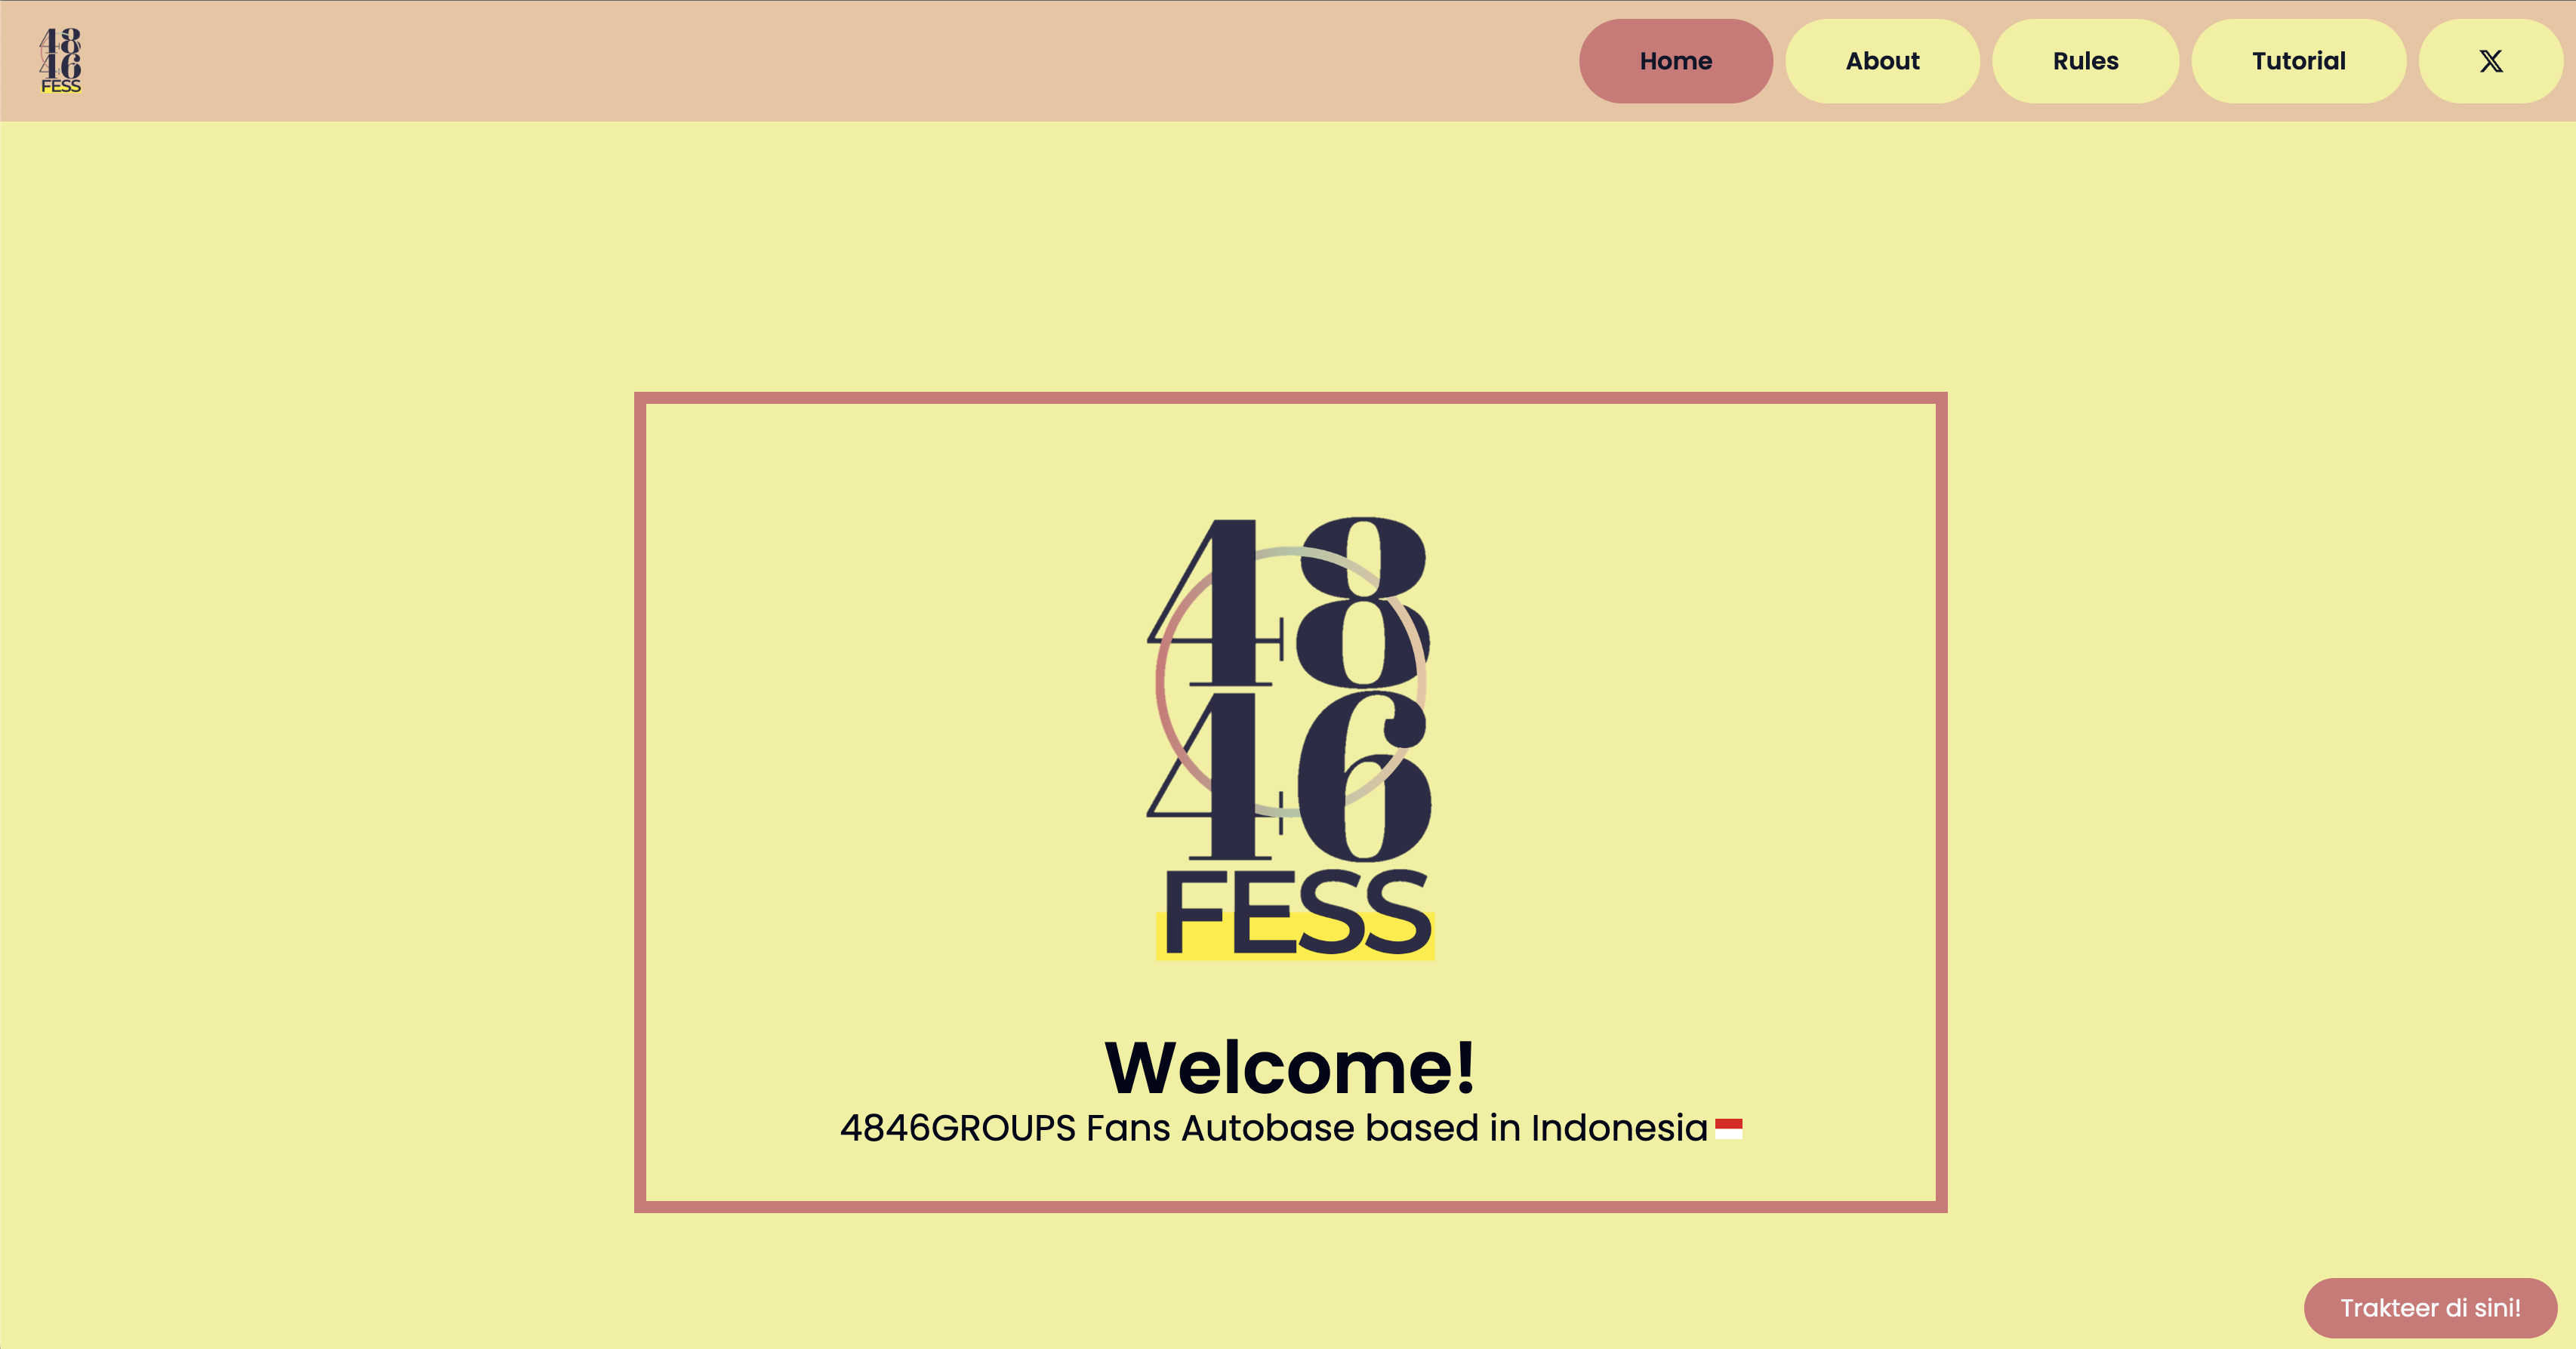 48
46
FESS
Home
About
Rules
Tutorial
X
48
46
FESS
Welcome!
4846GROUPS Fans Autobase based in Indonesia🇮🇩
Trakteer di sini!